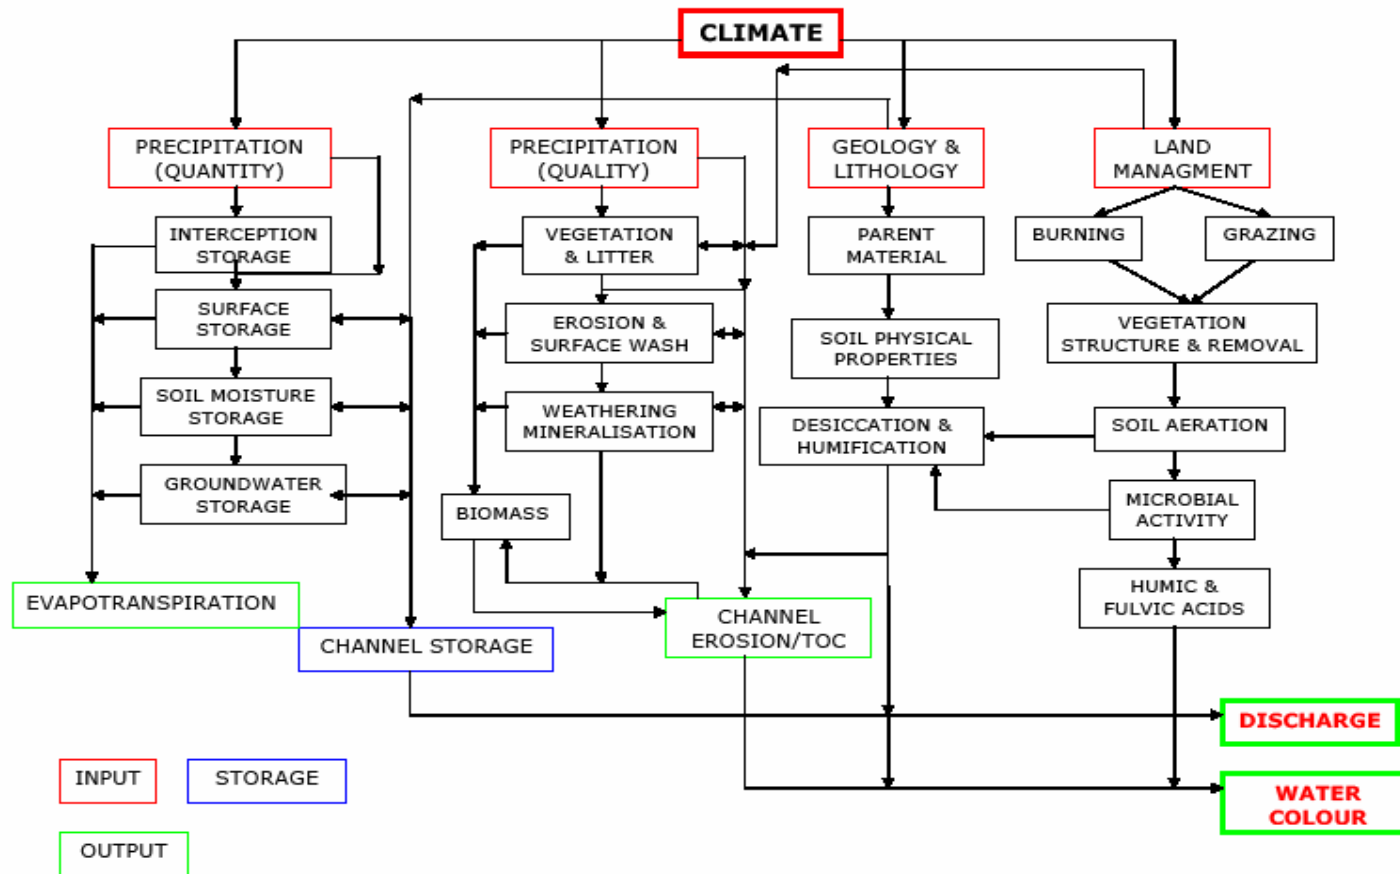 CLIMATE
PRECIPITATION
(QUANTITY)
PRECIPITATION
(QUALITY)
GEOLOGY &
LITHOLOGY
LAND
MANAGMENT
INTERCEPTION
STORAGE
VEGETATION
& LITTER
PARENT
MATERIAL
BURNING
GRAZING
SURFACE
STORAGE
EROSION &
SURFACE WASH
SOIL PHYSICAL
PROPERTIES
VEGETATION
STRUCTURE & REMOVAL
SOIL MOISTURE
STORAGE
WEATHERING
MINERALISATION
DESICCATION &
HUMIFICATION
SOIL AERATION
GROUNDWATER
STORAGE
BIOMASS
MICROBIAL
ACTIVITY
EVAPOTRANSPIRATION
CHANNEL STORAGE
CHANNEL
EROSION/TOC
HUMIC &
FULVIC ACIDS
DISCHARGE
WATER
COLOUR
INPUT
STORAGE
OUTPUT